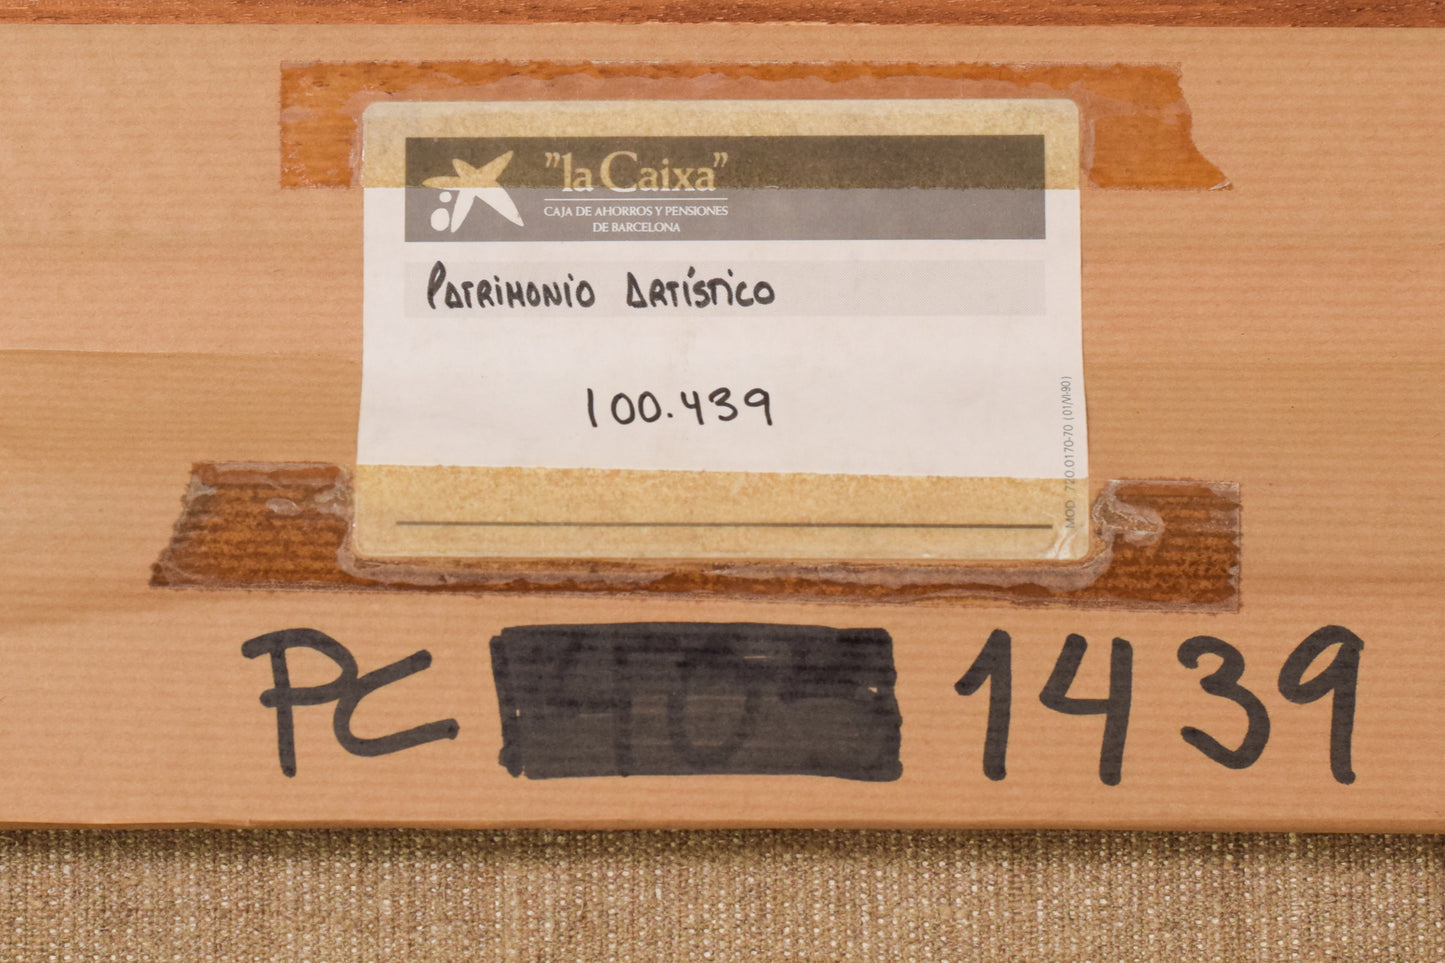 "la Caixa"
CAJA DE AHORROS Y PENSIONES
DE BARCELONA
PATRIMONIO ARTÍSTICO
100.439
MOD. 720.0170-70 (01/VI-90)
PC 1439